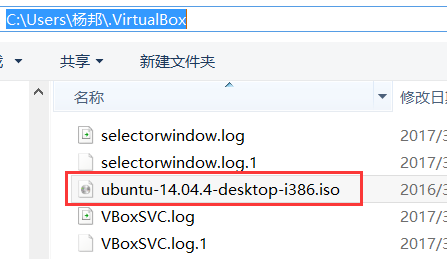 C:\Users\杨邦\.VirtualBox
共享 新建文件夹
名称 修改日
selectorwindow.log 2017/3
selectorwindow.log.1 2017/3
ubuntu-14.04.4-desktop-i386.iso 2016/3
VBoxSVC.log 2017/3
VBoxSVC.log.1 2017/3